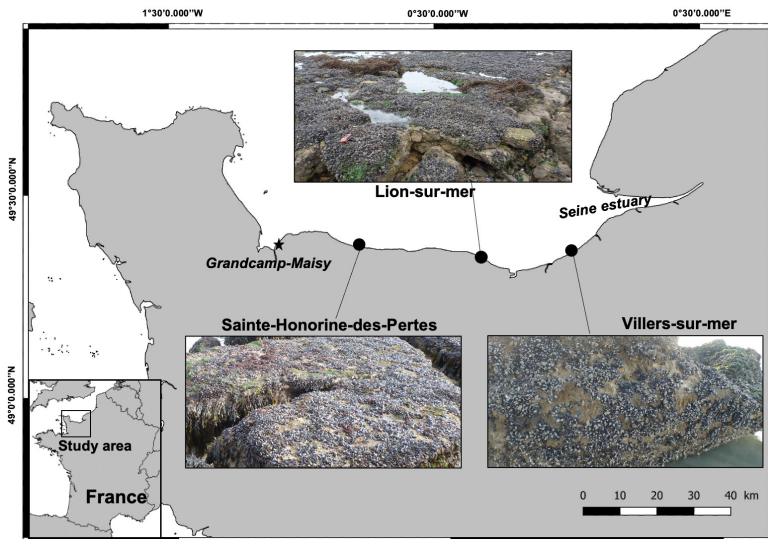 1°30'0.000"W
0°30'0.000"W
0°30'0.000"E
49°30'0.000"N
49°0'0.000"N
Lion-sur-mer
Seine estuary
Grandcamp-Maisy
Sainte-Honorine-des-Pertes
Villers-sur-mer
Study area
France
0 10 20 30 40 km